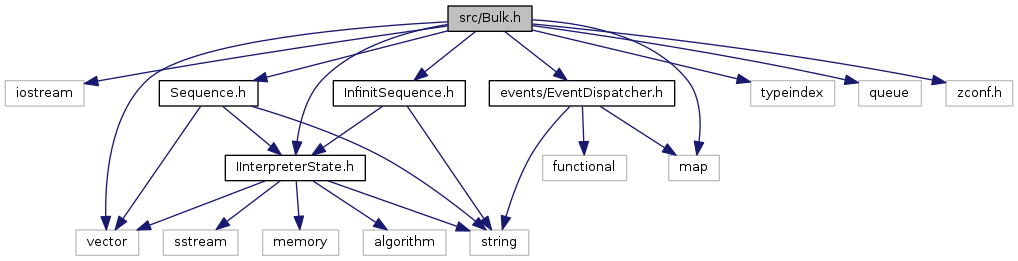 src/Bulk.h
iostream
Sequence.h
InfinitSequence.h
events/EventDispatcher.h
typeindex
queue
zconf.h
IInterpreterState.h
functional
map
vector
sstream
memory
algorithm
string